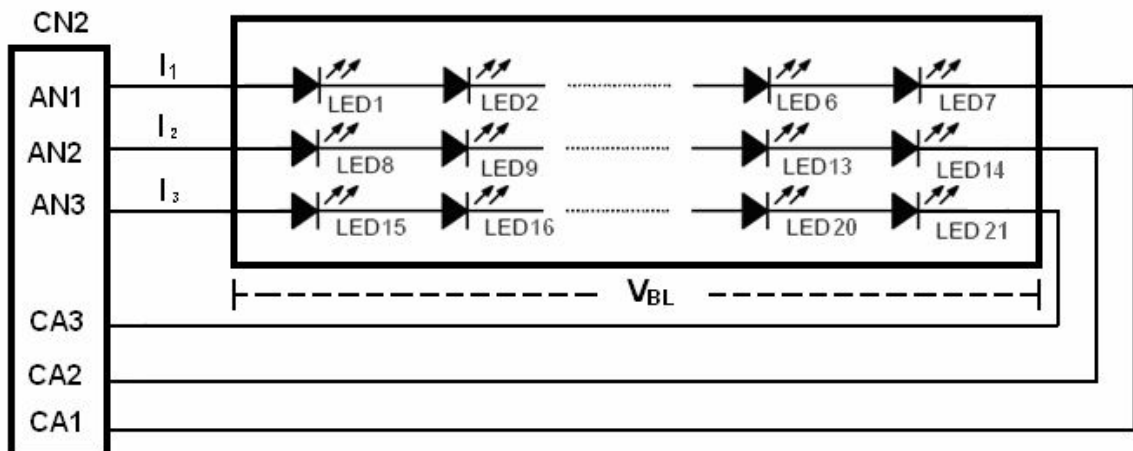 CN2
AN1
I1
LED1 LED2 LED 6 LED7
AN2
I2
LED8 LED9 LED13 LED14
AN3
I3
LED15 LED16 LED20 LED 21
VBL
CA3
CA2
CA1